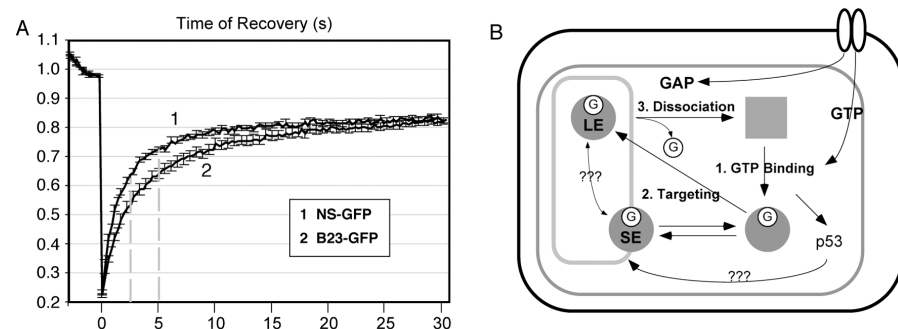 A
Time of Recovery (s)
1.1
1.0
0.9
0.8
0.7
0.6
0.5
0.4
0.3
0.2
0 5 10 15 20 25 30
1
2
1 NS-GFP
2 B23-GFP
B
GAP
GTP
G
LE
3. Dissociation
G
1. GTP Binding
???
2. Targeting
G
SE
G
p53
???